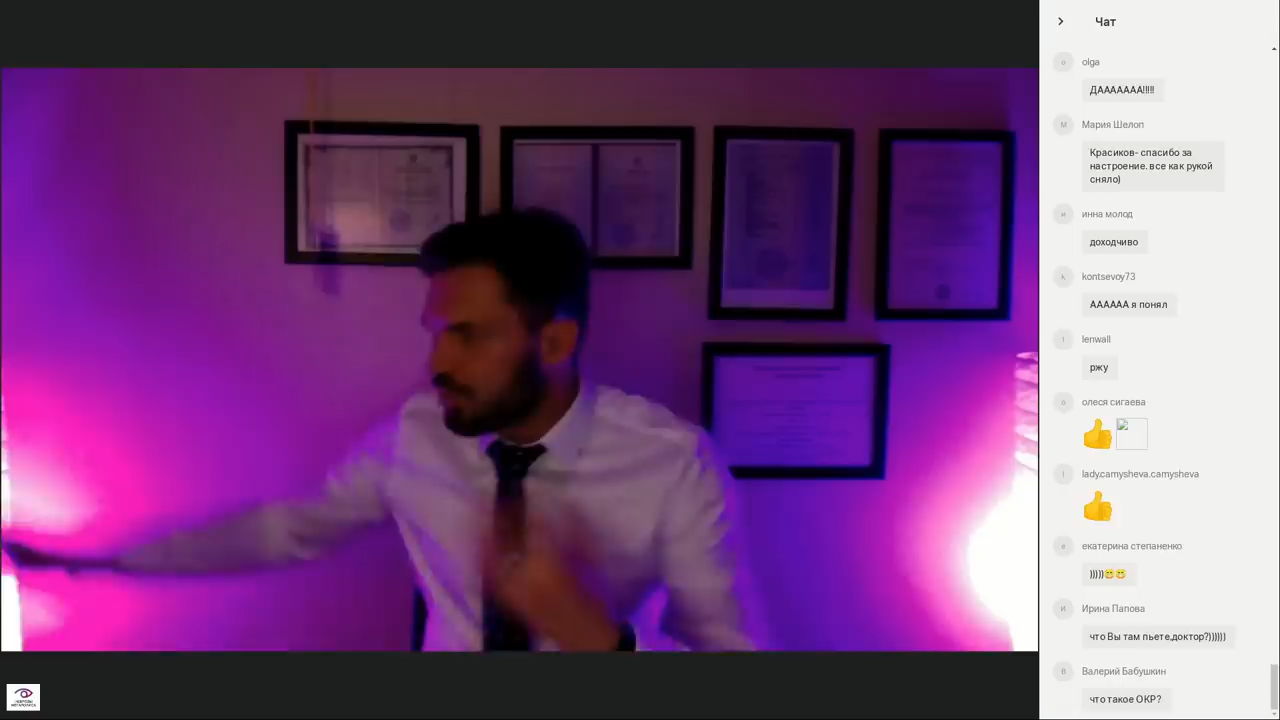 Чат
olga
ДААААААА!!!!!
Мария Шелоп
Красиков- спасибо за
настроение. все как рукой
сняло)
инна молод
доходчиво
kontsevoy73
АААААА я понял
lenwall
ржу
олеся сигаева
lady.camysheva.camysheva
екатерина степаненко
)))))😁😁
Ирина Папова
что Вы там пьете,доктор?))))))
Валерий Бабушкин
что такое ОКР?